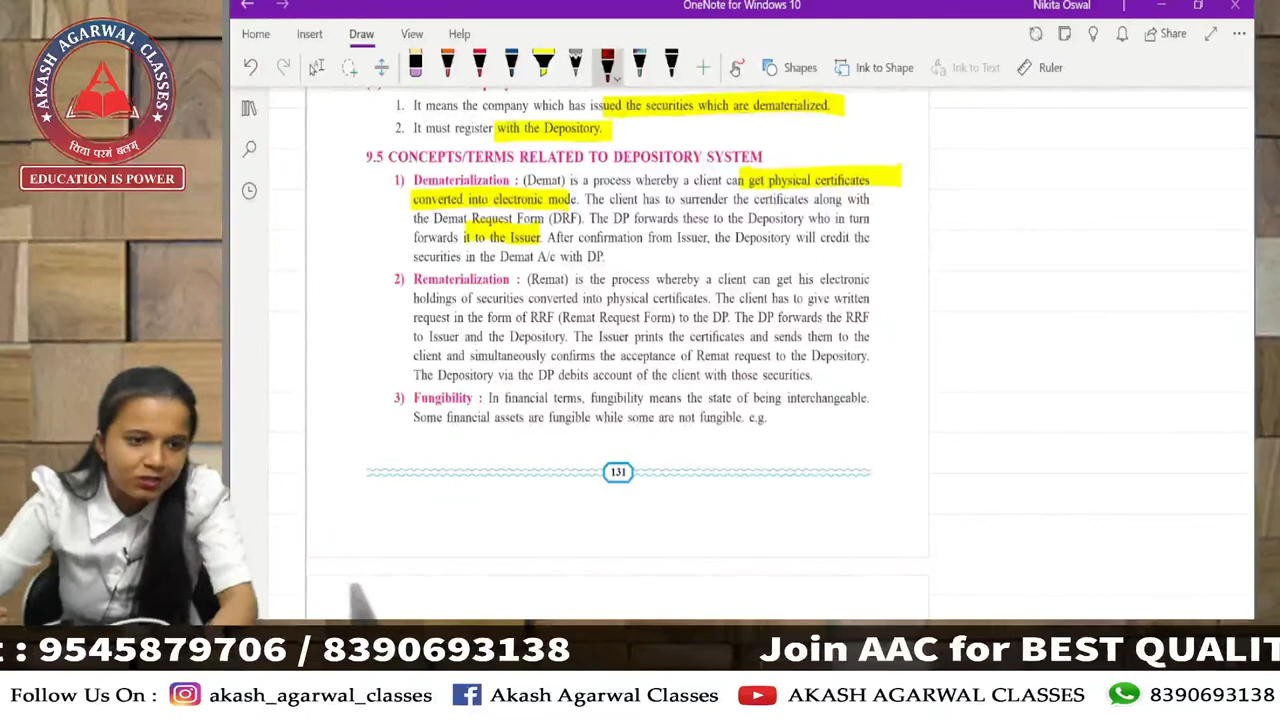 OneNote for Windows 10
Nikita Oswal
Home Insert Draw View Help
Share
Shapes Ink to Shape Ink to Text Ruler
AKASH AGARWAL CLASSES
विद्या परमं बलम्
EDUCATION IS POWER
1. It means the company which has issued the securities which are dematerialized.
2. It must register with the Depository.
9.5 CONCEPTS/TERMS RELATED TO DEPOSITORY SYSTEM
1) Dematerialization : (Demat) is a process whereby a client can get physical certificates
converted into electronic mode. The client has to surrender the certificates along with
the Demat Request Form (DRF). The DP forwards these to the Depository who in turn
forwards it to the Issuer. After confirmation from Issuer, the Depository will credit the
securities in the Demat A/c with DP.
2) Rematerialization : (Remat) is the process whereby a client can get his electronic
holdings of securities converted into physical certificates. The client has to give written
request in the form of RRF (Remat Request Form) to the DP. The DP forwards the RRF
to Issuer and the Depository. The Issuer prints the certificates and sends them to the
client and simultaneously confirms the acceptance of Remat request to the Depository.
The Depository via the DP debits account of the client with those securities.
3) Fungibility : In financial terms, fungibility means the state of being interchangeable.
Some financial assets are fungible while some are not fungible. e.g.
131
: 9545879706 / 8390693138 Join AAC for BEST QUALIT
Follow Us On : akash_agarwal_classes Akash Agarwal Classes AKASH AGARWAL CLASSES 8390693138